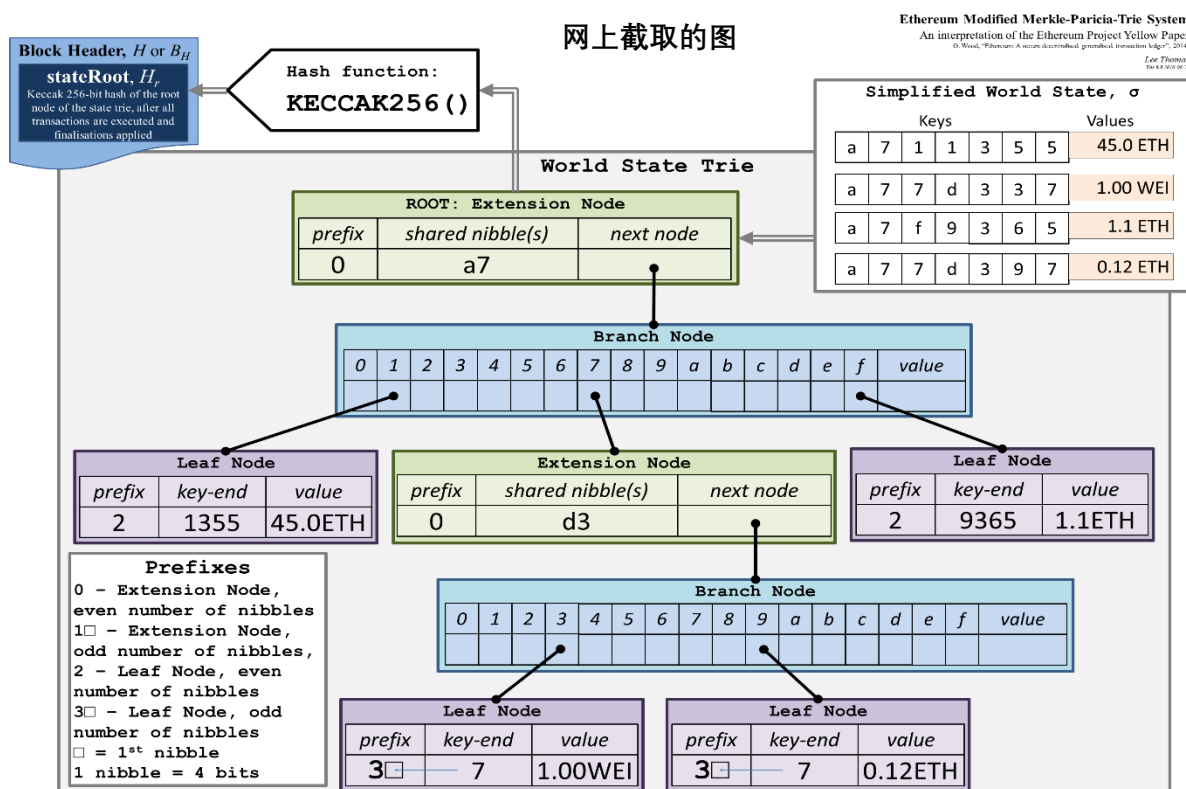 网上截取的图
Ethereum Modified Merkle-Paricia-Trie System
An interpretation of the Ethereum Project Yellow Paper
G. Wood, "Ethereum: A secure decentralised, generalised transaction ledger", 2014
Lee Thomas
Block Header, H or B_H
stateRoot, H_r
Keccak 256-bit hash of the root
node of the state trie, after all
transactions are executed and
finalisations applied
Hash function:
KECCAK256()
Simplified World State, σ
Keys Values
a 7 1 1 3 5 5 45.0 ETH
a 7 7 d 3 3 7 1.00 WEI
a 7 f 9 3 6 5 1.1 ETH
a 7 7 d 3 9 7 0.12 ETH
World State Trie
ROOT: Extension Node
prefix shared nibble(s) next node
0 a7
Branch Node
0 1 2 3 4 5 6 7 8 9 a b c d e f value
Leaf Node
prefix key-end value
2 1355 45.0ETH
Extension Node
prefix shared nibble(s) next node
0 d3
Leaf Node
prefix key-end value
2 9365 1.1ETH
Prefixes
0 – Extension Node,
even number of nibbles
1□ – Extension Node,
odd number of nibbles,
2 – Leaf Node, even
number of nibbles
3□ – Leaf Node, odd
number of nibbles
□ = 1st nibble
1 nibble = 4 bits
Branch Node
0 1 2 3 4 5 6 7 8 9 a b c d e f value
Leaf Node
prefix key-end value
3□ 7 1.00WEI
Leaf Node
prefix key-end value
3□ 7 0.12ETH